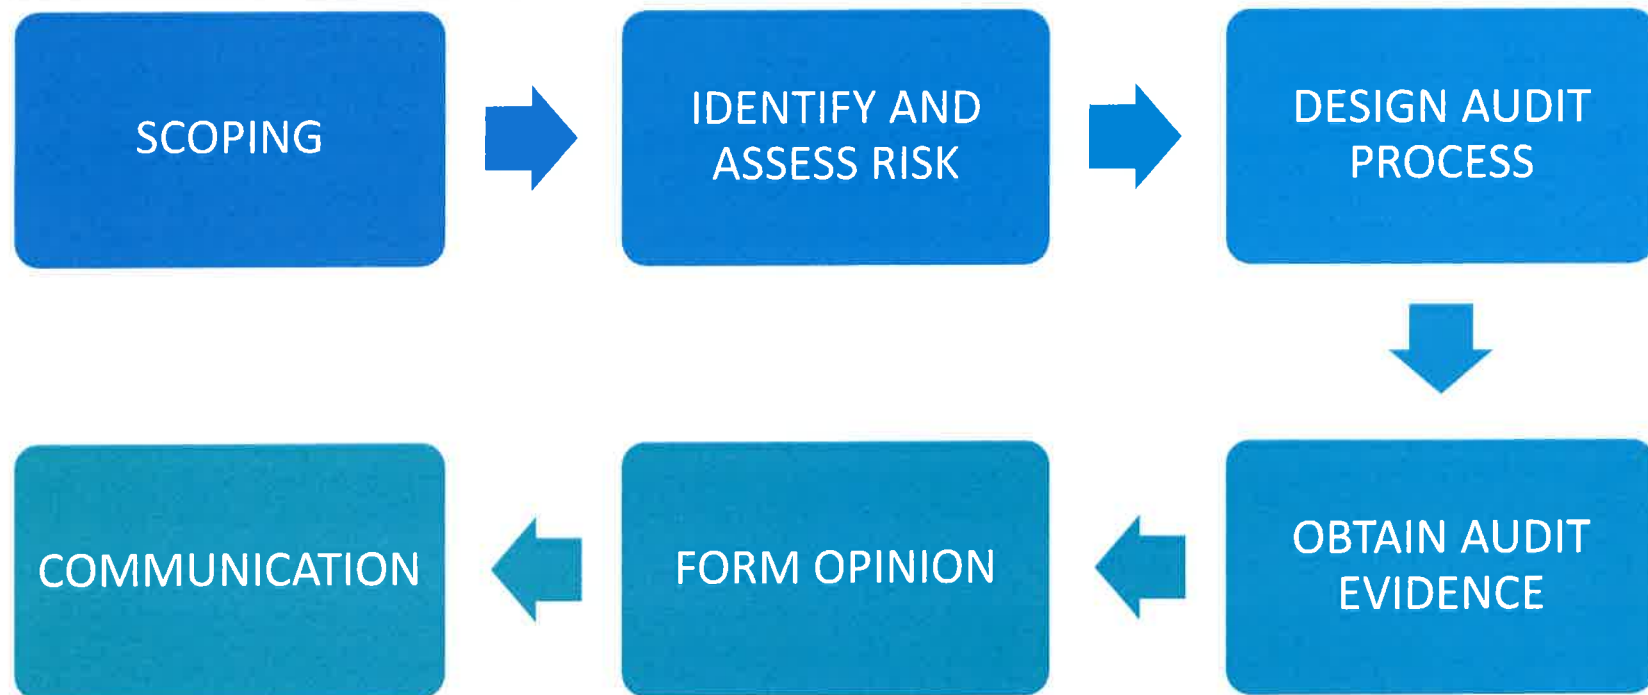 SCOPING
IDENTIFY AND
ASSESS RISK
DESIGN AUDIT
PROCESS
OBTAIN AUDIT
EVIDENCE
FORM OPINION
COMMUNICATION